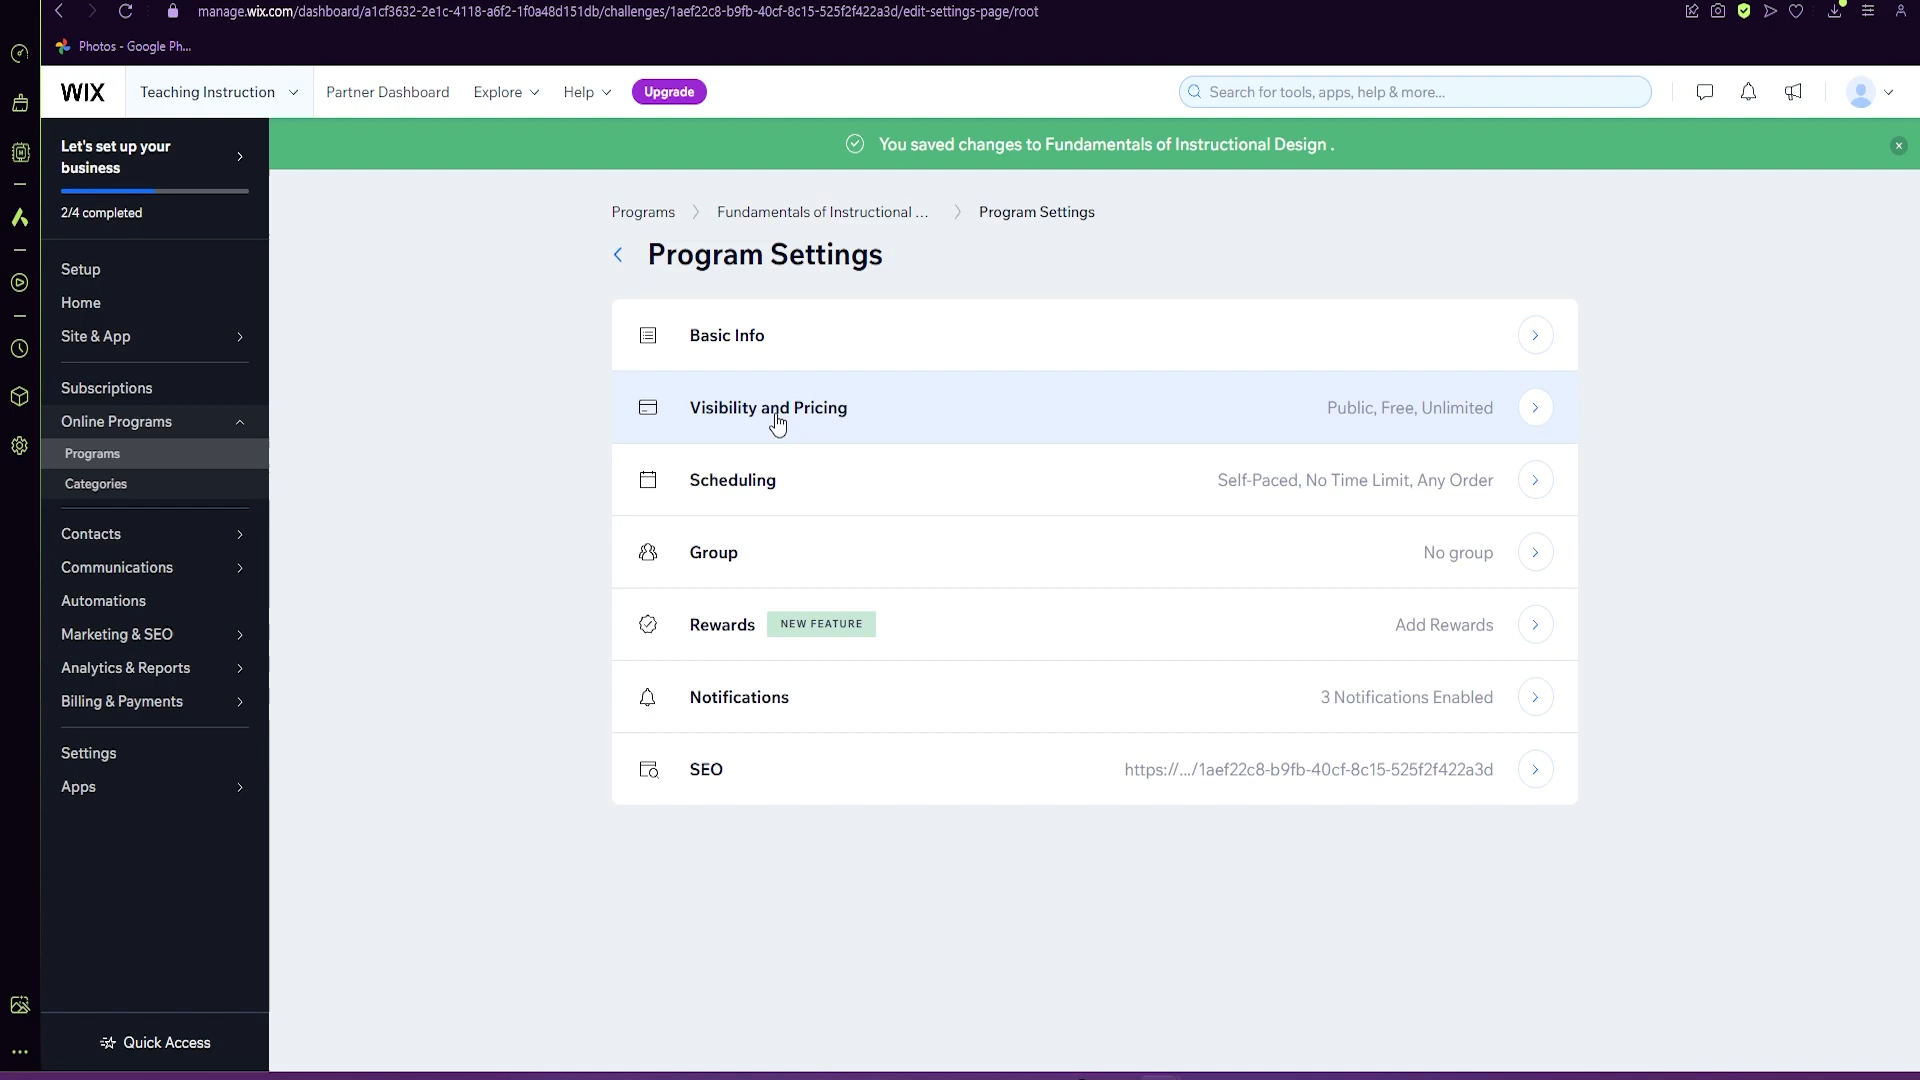 manage.wix.com/dashboard/a1cf3632-2e1c-4118-a6f2-1f0a48d151db/challenges/1aef22c8-b9fb-40cf-8c15-525f2f422a3d/edit-settings-page/root
Photos - Google Ph...
WIX Teaching Instruction Partner Dashboard Explore Help Upgrade Search for tools, apps, help & more...
Let's set up your
business
2/4 completed
Setup
Home
Site & App
Subscriptions
Online Programs
Programs
Categories
Contacts
Communications
Automations
Marketing & SEO
Analytics & Reports
Billing & Payments
Settings
Apps
Quick Access
You saved changes to Fundamentals of Instructional Design .
Programs Fundamentals of Instructional ... Program Settings
Program Settings
Basic Info
Visibility and Pricing Public, Free, Unlimited
Scheduling Self-Paced, No Time Limit, Any Order
Group No group
Rewards NEW FEATURE Add Rewards
Notifications 3 Notifications Enabled
SEO https://.../1aef22c8-b9fb-40cf-8c15-525f2f422a3d